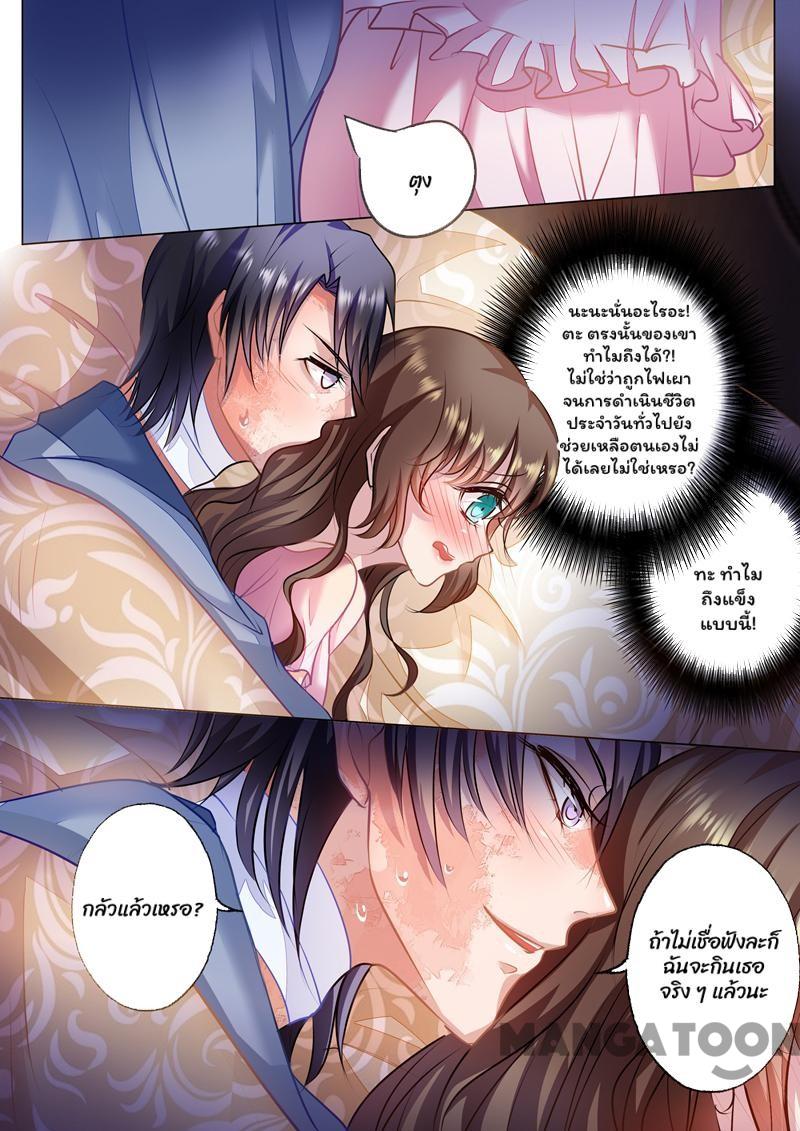 ตุง
นะนะนั่นอะไรอะ!
ตะ ตรงนั้นของเขา
ทำไมถึงได้?!
ไม่ใช่ว่าถูกไฟเผา
จนการดำเนินชีวิต
ประจำวันทั่วไปยัง
ช่วยเหลือตนเองไม่
ได้เลยไม่ใช่เหรอ?
ทะ ทำไม
ถึงแข็ง
แบบนี้!
กลัวแล้วเหรอ?
ถ้าไม่เชื่อฟังละก็
ฉันจะกินเธอ
จริง ๆ แล้วนะ
MANGATOON